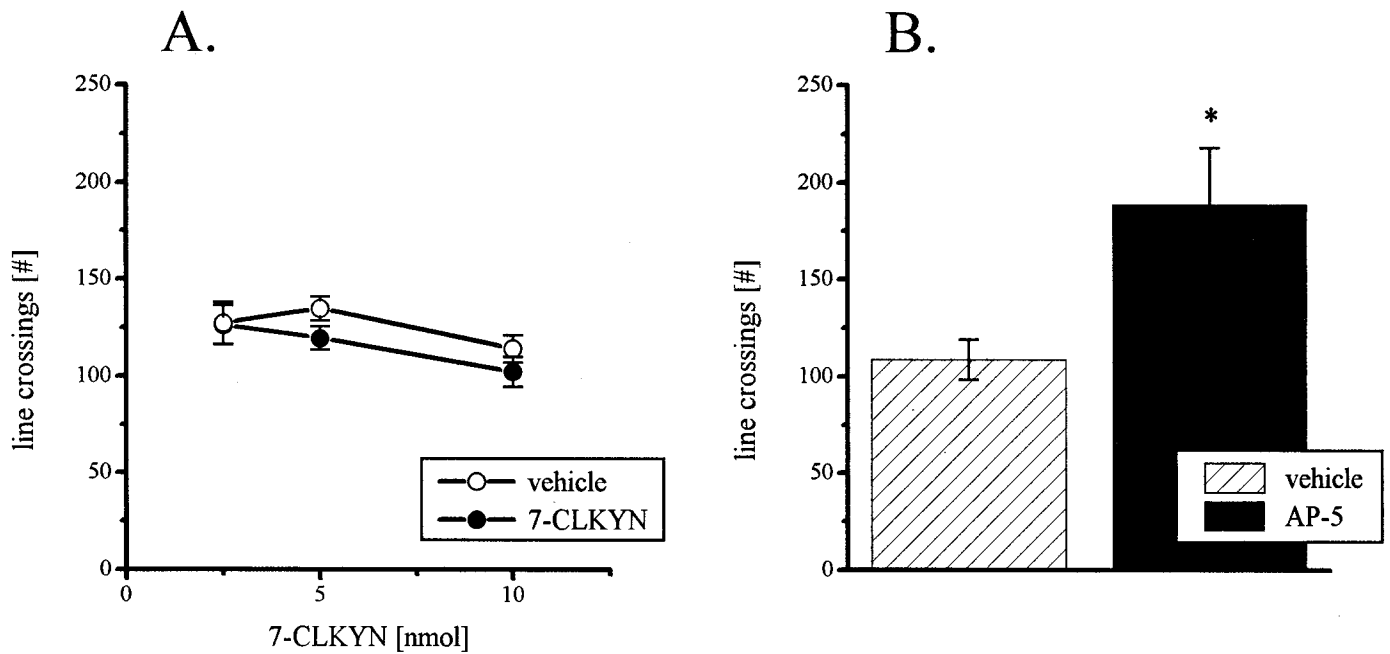 A.
250
200
150
100
50
0
line crossings [#]
0 5 10
7-CLKYN [nmol]
vehicle
7-CLKYN
B.
250
200
150
100
50
0
line crossings [#]
*
vehicle
AP-5